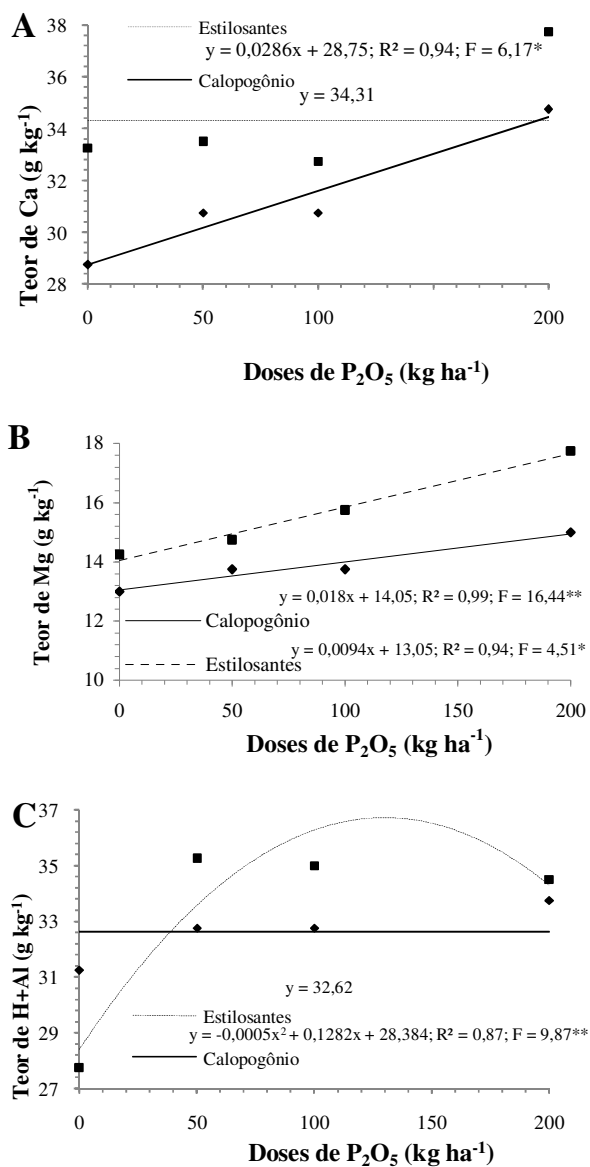 A
Teor de Ca (g kg⁻¹)
38
36
34
32
30
28
Estilosantes
y = 0,0286x + 28,75; R² = 0,94; F = 6,17*
Calopogônio
y = 34,31
0 50 100 200
Doses de P₂O₅ (kg ha⁻¹)
B
Teor de Mg (g kg⁻¹)
18
16
14
12
10
y = 0,018x + 14,05; R² = 0,99; F = 16,44**
Calopogônio
y = 0,0094x + 13,05; R² = 0,94; F = 4,51*
Estilosantes
0 50 100 150 200
Doses de P₂O₅ (kg ha⁻¹)
C
Teor de H+Al (g kg⁻¹)
37
35
33
31
29
27
y = 32,62
Estilosantes
y = -0,0005x² + 0,1282x + 28,384; R² = 0,87; F = 9,87**
Calopogônio
0 50 100 200
Doses de P₂O₅ (kg ha⁻¹)